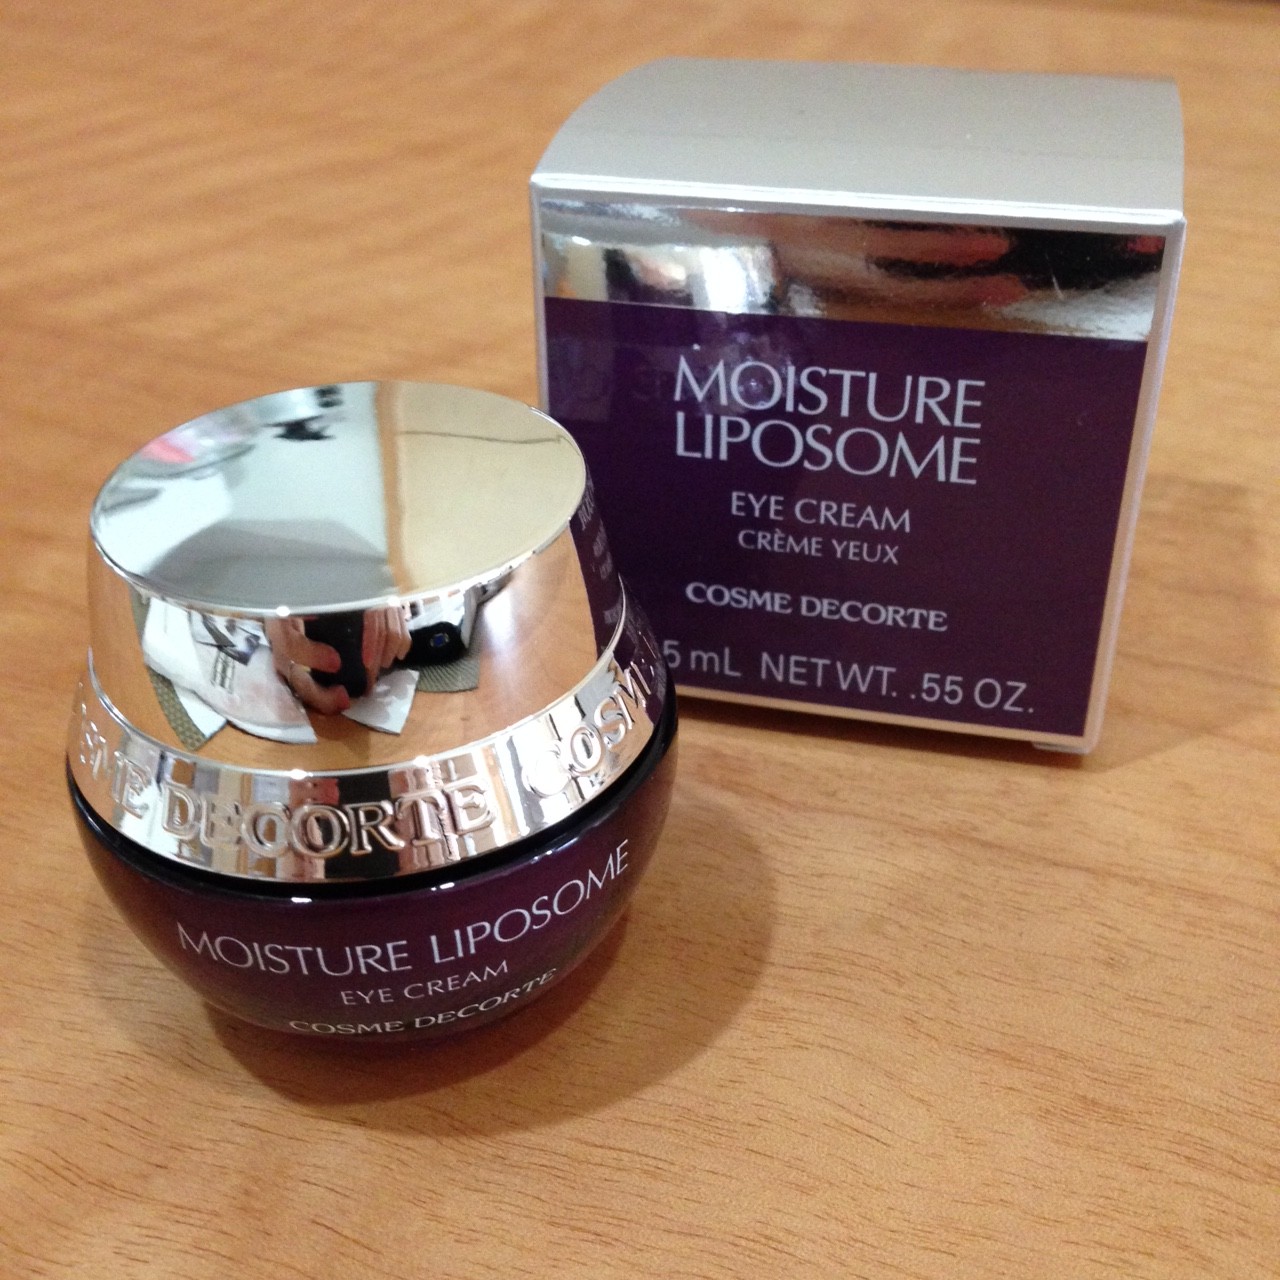 MOISTURE
LIPOSOME
EYE CREAM
CRÈME YEUX
COSME DECORTE
5 mL NET WT. .55 OZ.
COSME DECORTE COSM
MOISTURE LIPOSOME
EYE CREAM
COSME DECORTE